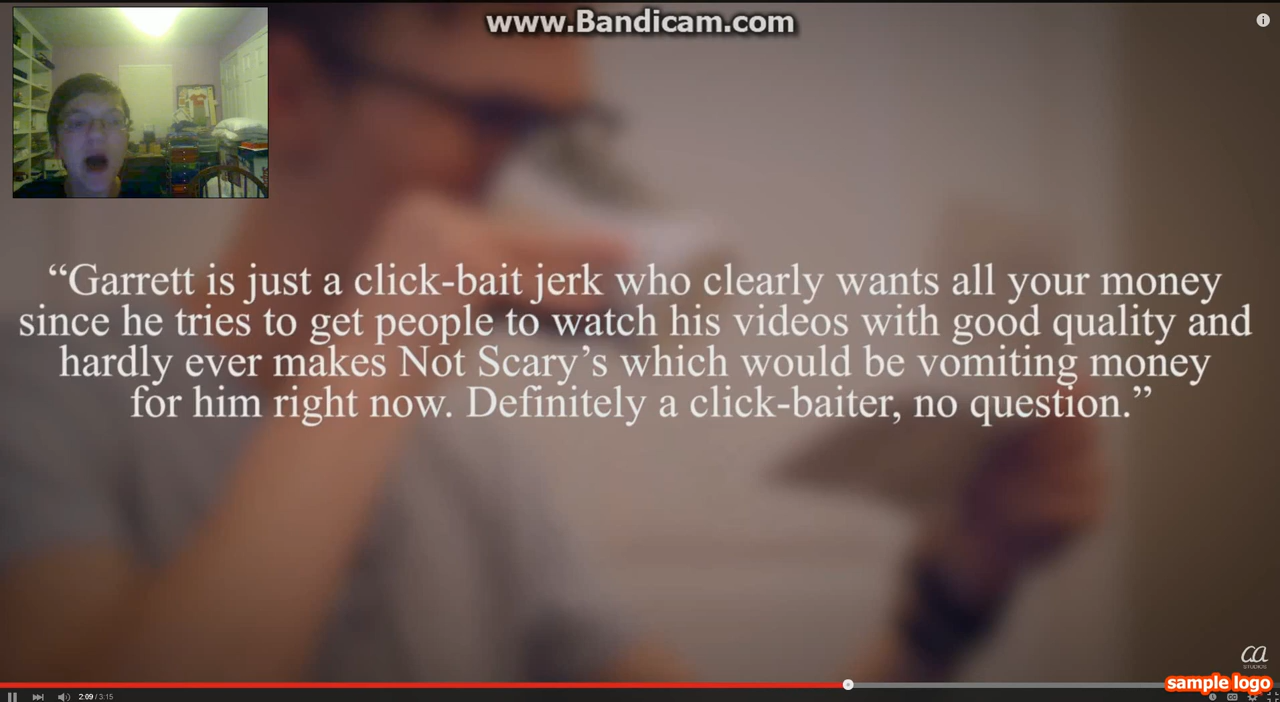 www.Bandicam.com
“Garrett is just a click-bait jerk who clearly wants all your money
since he tries to get people to watch his videos with good quality and
hardly ever makes Not Scary’s which would be vomiting money
for him right now. Definitely a click-baiter, no question.”
ca
STUDIOS
sample logo
2:09 / 3:15